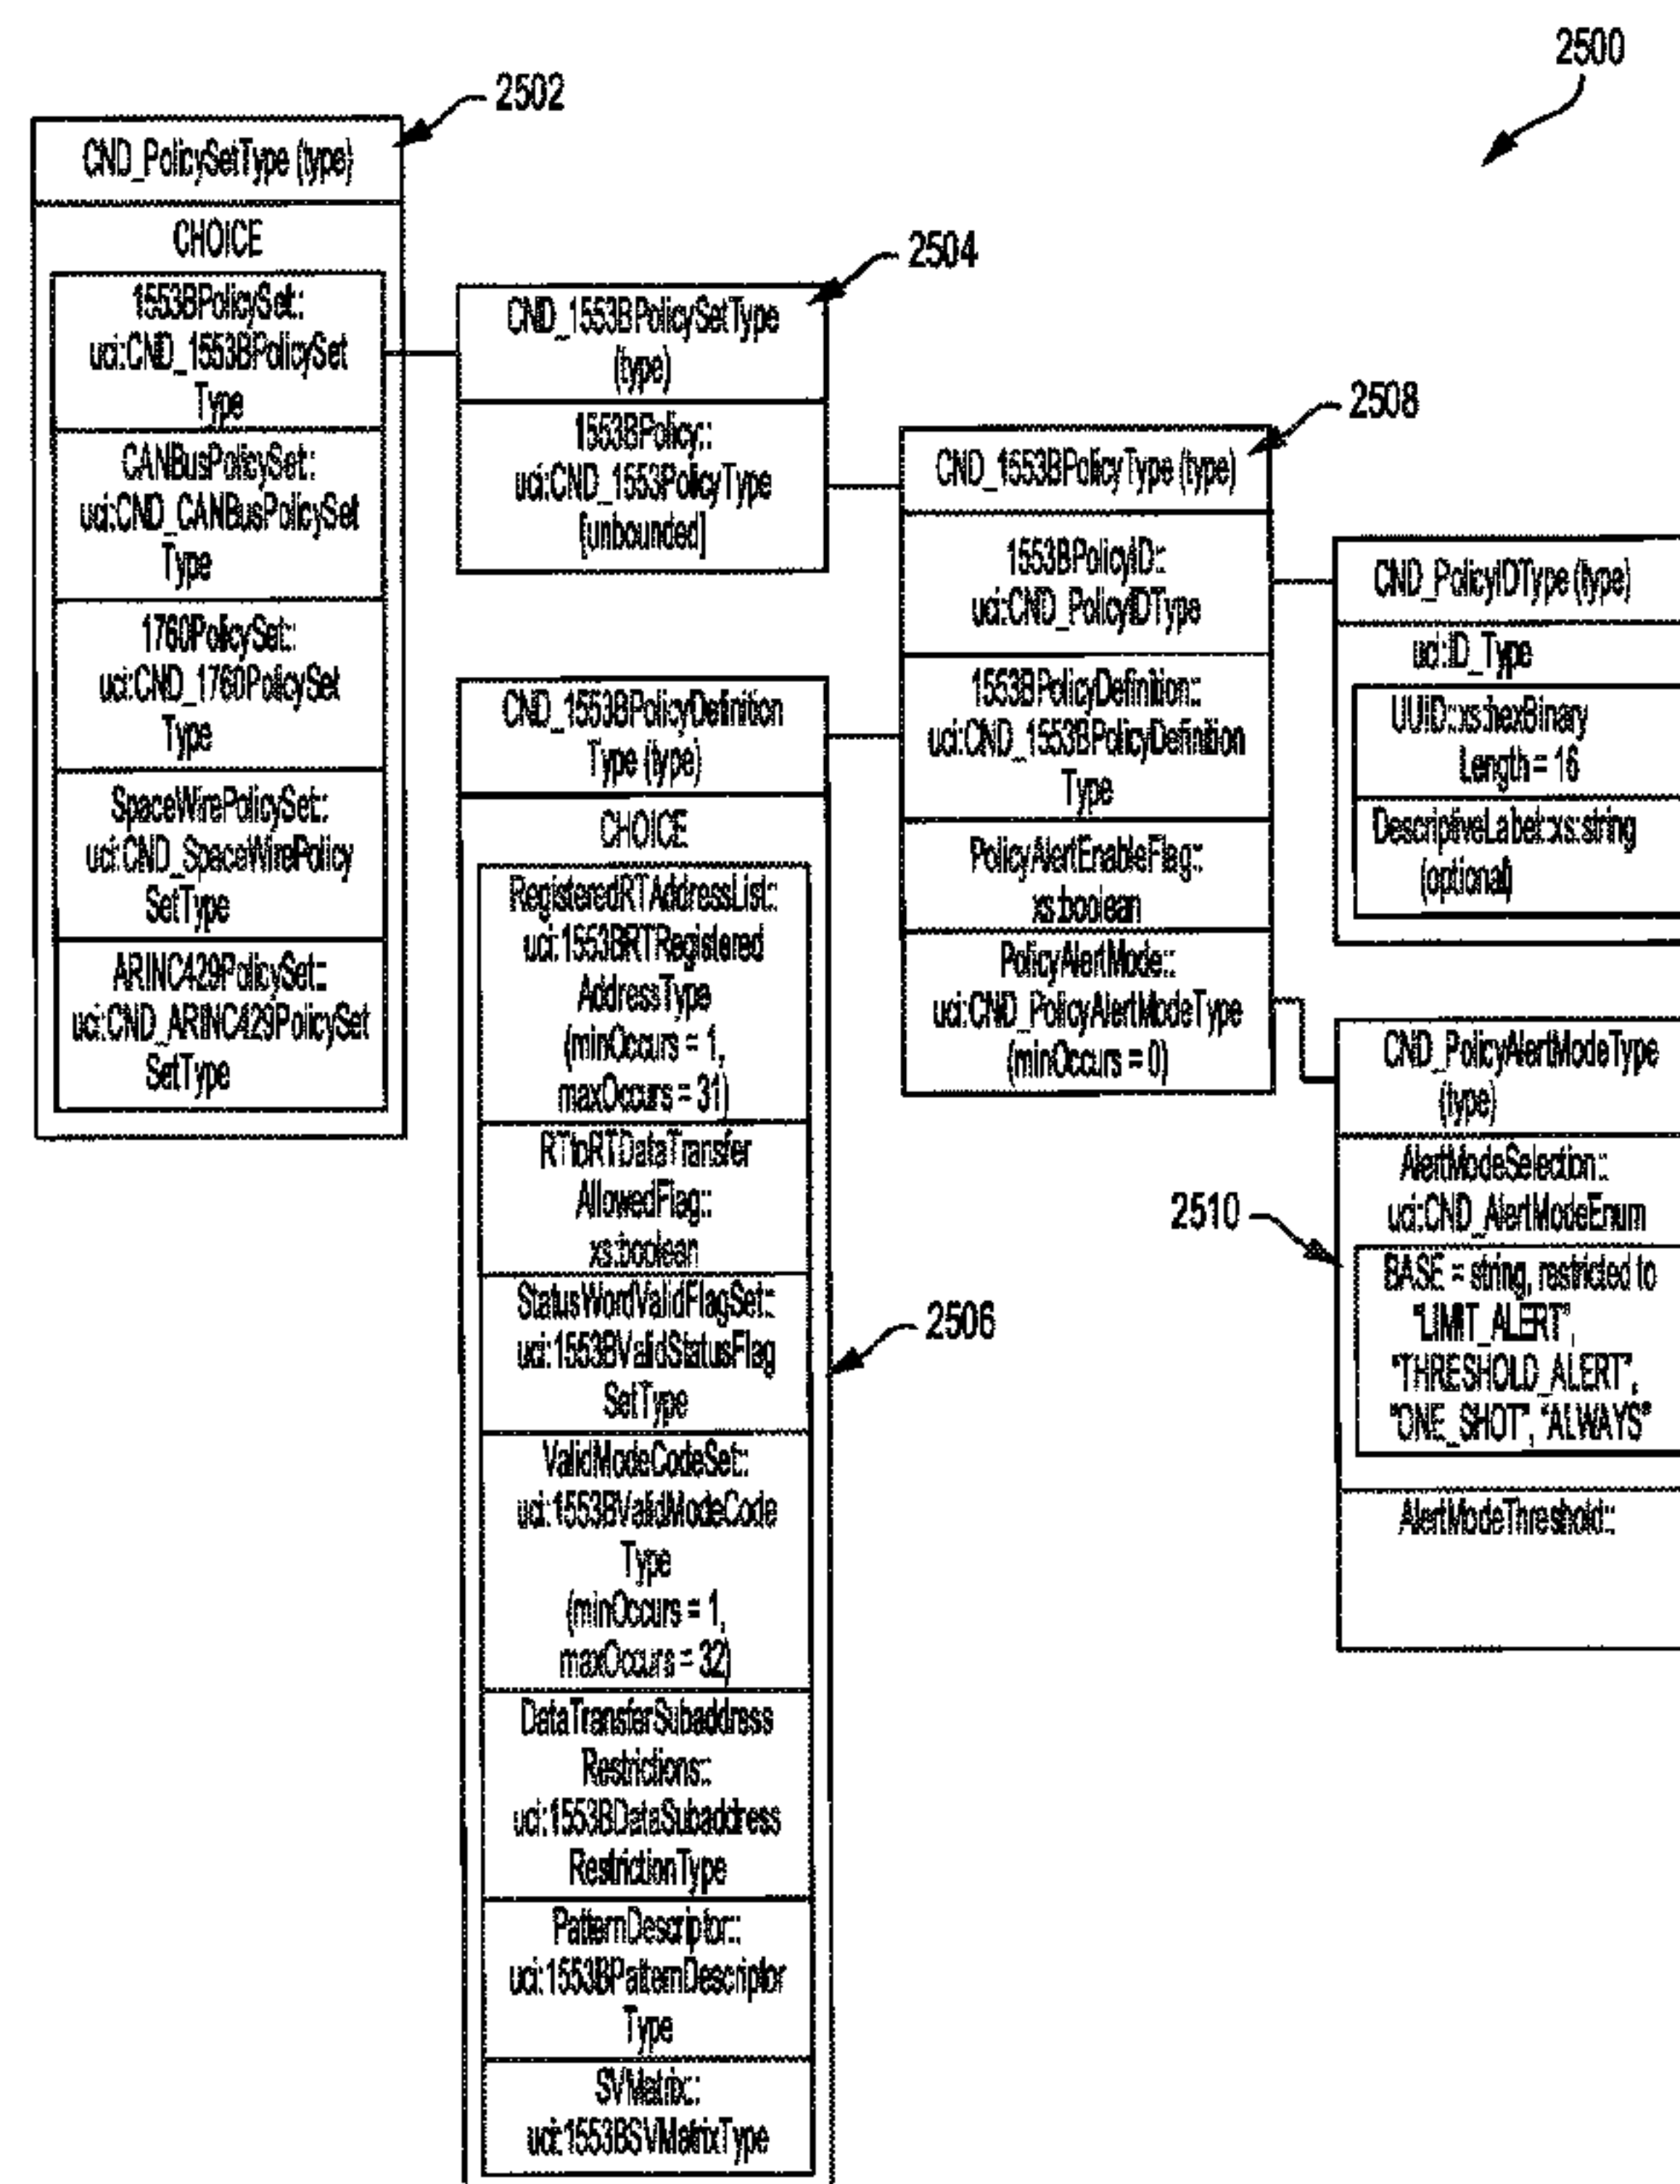 2500
2502
CND_PolicySetType (type)
CHOICE
1553BPolicySet::
uci:CND_1553BPolicySet
Type
CANBusPolicySet::
uci:CND_CANBusPolicySet
Type
1760PolicySet::
uci:CND_1760PolicySet
Type
SpaceWirePolicySet::
uci:CND_SpaceWirePolicy
SetType
ARINC429PolicySet::
uci:CND_ARINC429PolicySet
SetType
2504
CND_1553BPolicySetType
(type)
1553BPolicy::
uci:CND_1553PolicyType
[unbounded]
CND_1553BPolicyDefinition
Type (type)
CHOICE
RegisteredRTAddressList::
uci:1553BRTRegistered
AddressType
(minOccurs = 1,
maxOccurs = 31)
RTtoRTDataTransfer
AllowedFlag::
xs:boolean
StatusWordValidFlagSet::
uci:1553BValidStatusFlag
SetType
ValidModeCodeSet::
uci:1553BValidModeCode
Type
(minOccurs = 1,
maxOccurs = 32)
DataTransferSubaddress
Restrictions::
uci:1553BDataSubaddress
RestrictionType
PatternDescriptor::
uci:1553BPatternDescriptor
Type
SVMatrix::
uci:1553BSVMatrixType
2506
2508
CND_1553BPolicyType (type)
1553BPolicyID::
uci:CND_PolicyIDType
1553BPolicyDefinition::
uci:CND_1553BPolicyDefinition
Type
PolicyAlertEnableFlag::
xs:boolean
PolicyAlertMode::
uci:CND_PolicyAlertModeType
(minOccurs = 0)
CND_PolicyIDType (type)
uci:ID_Type
UUID::xs:hexBinary
Length = 16
DescriptiveLabel::xs:string
(optional)
2510
CND_PolicyAlertModeType
(type)
AlertModeSelection::
uci:CND_AlertModeEnum
BASE = string, restricted to
"LIMIT_ALERT",
"THRESHOLD_ALERT",
"ONE_SHOT", "ALWAYS"
AlertModeThreshold::